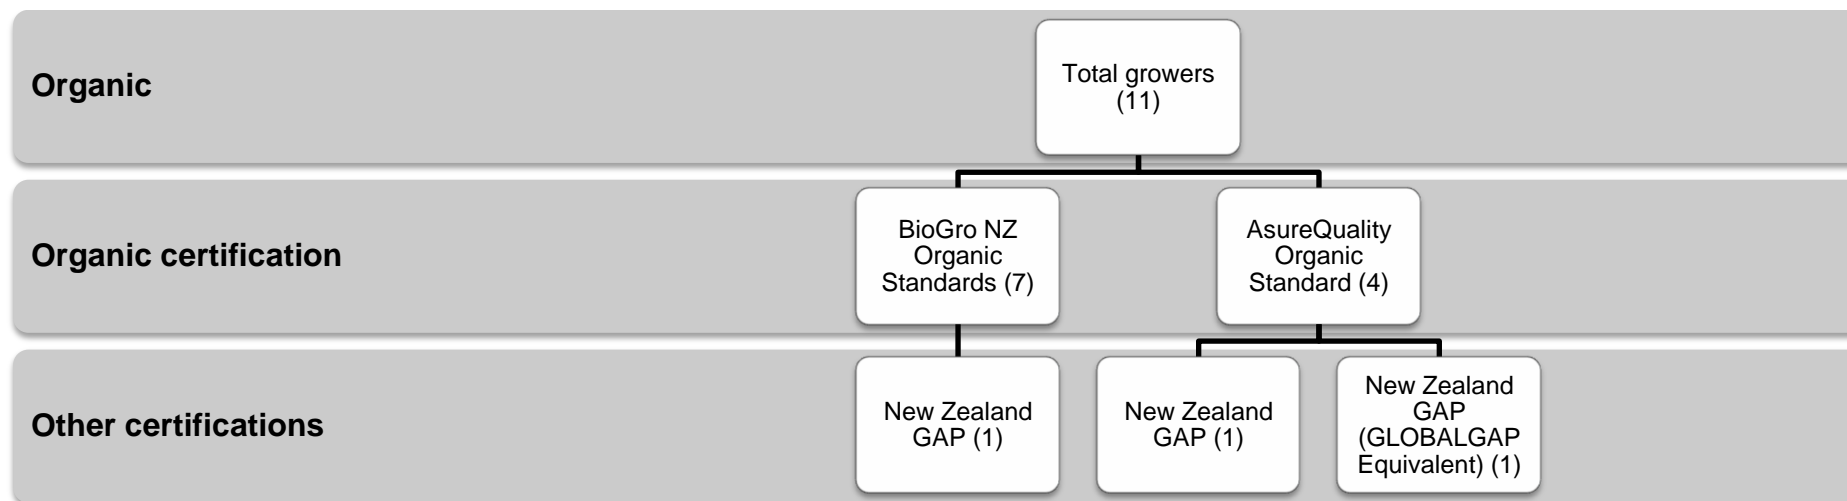 Organic
Total growers
(11)
Organic certification
BioGro NZ
Organic
Standards (7)
AsureQuality
Organic
Standard (4)
Other certifications
New Zealand
GAP (1)
New Zealand
GAP (1)
New Zealand
GAP
(GLOBALGAP
Equivalent) (1)